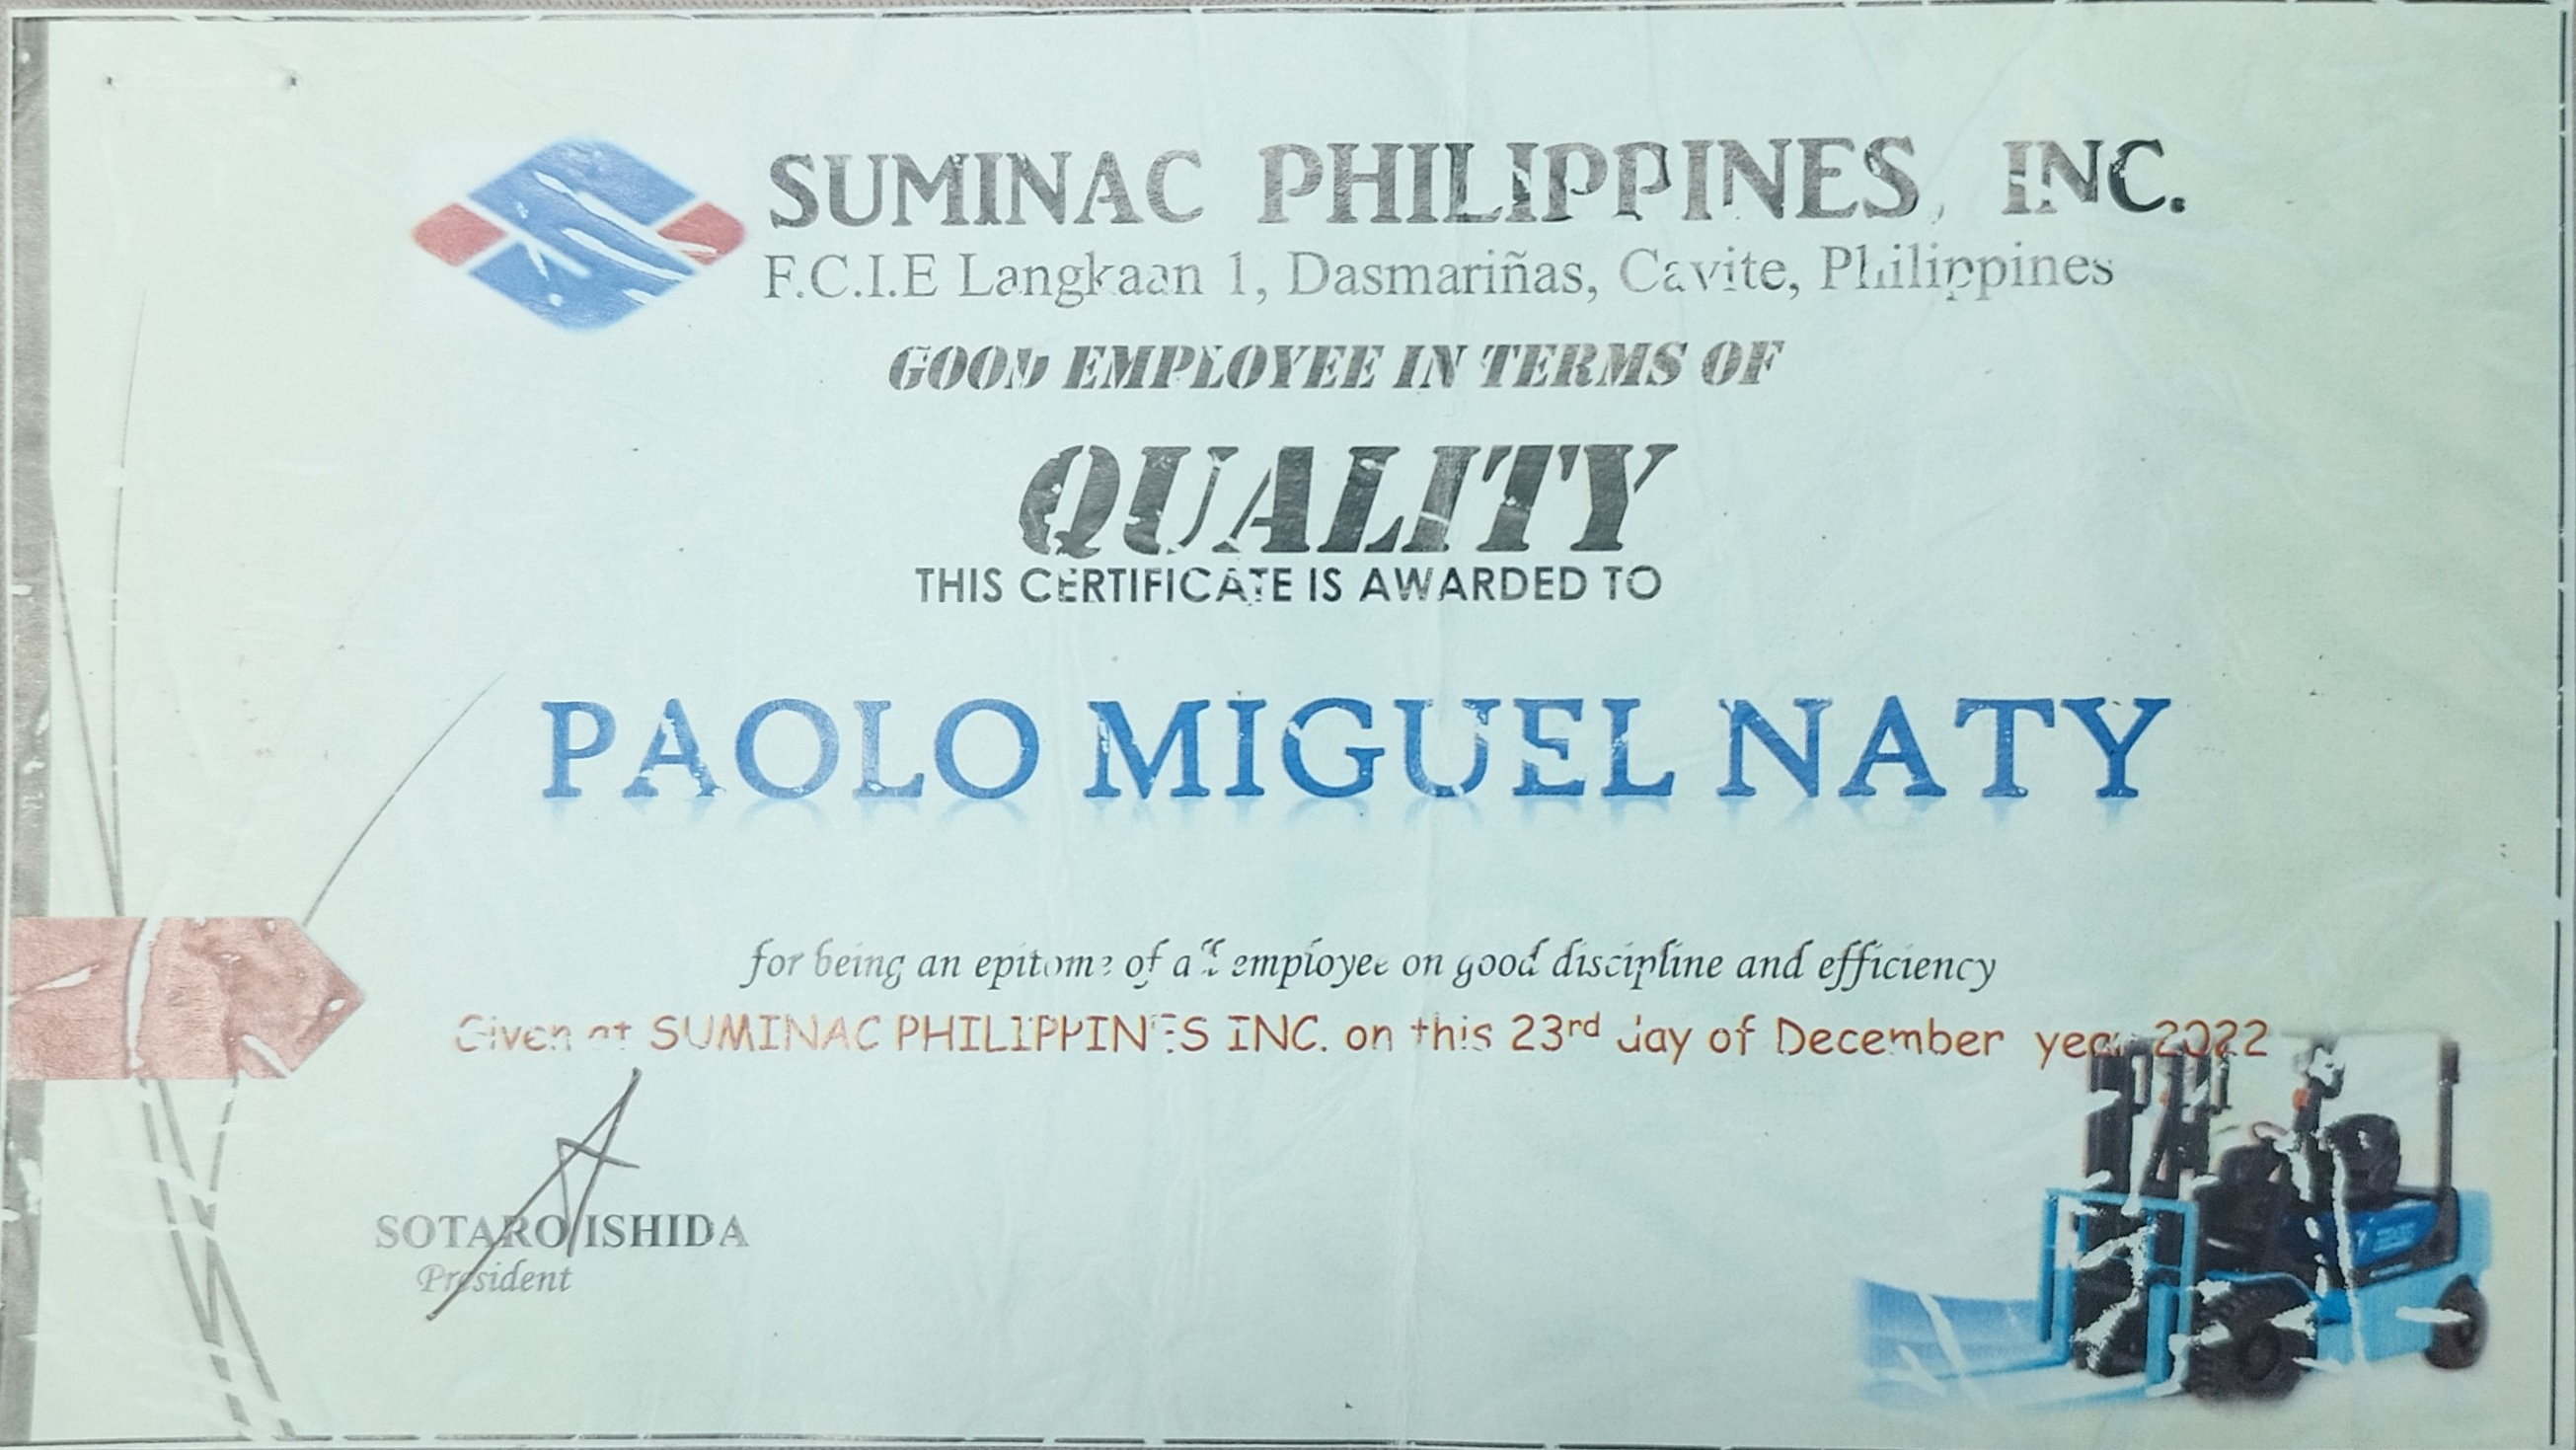 SUMINAC PHILIPPINES, INC.
F.C.I.E Langkaan 1, Dasmariñas, Cavite, Philippines
GOOD EMPLOYEE IN TERMS OF
QUALITY
THIS CERTIFICATE IS AWARDED TO
PAOLO MIGUEL NATY
for being an epitome of all employee on good discipline and efficiency
Given at SUMINAC PHILIPPINES INC. on this 23rd day of December year 2022
SOTARO ISHIDA
President